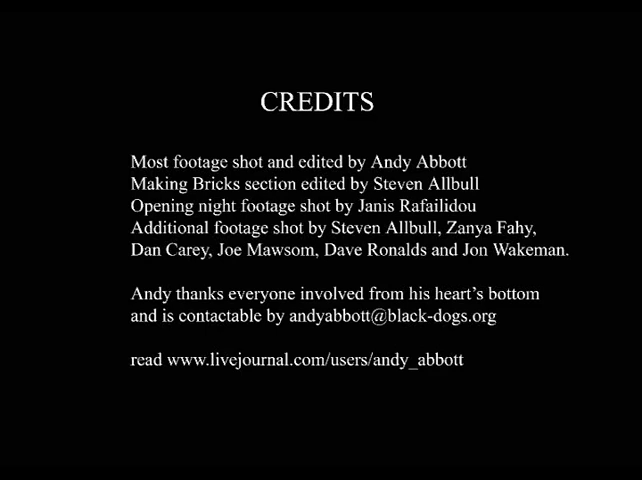 CREDITS
Most footage shot and edited by Andy Abbott
Making Bricks section edited by Steven Allbull
Opening night footage shot by Janis Rafailidou
Additional footage shot by Steven Allbull, Zanya Fahy,
Dan Carey, Joe Mawsom, Dave Ronalds and Jon Wakeman.
Andy thanks everyone involved from his heart's bottom
and is contactable by andyabbott@black-dogs.org
read www.livejournal.com/users/andy_abbott